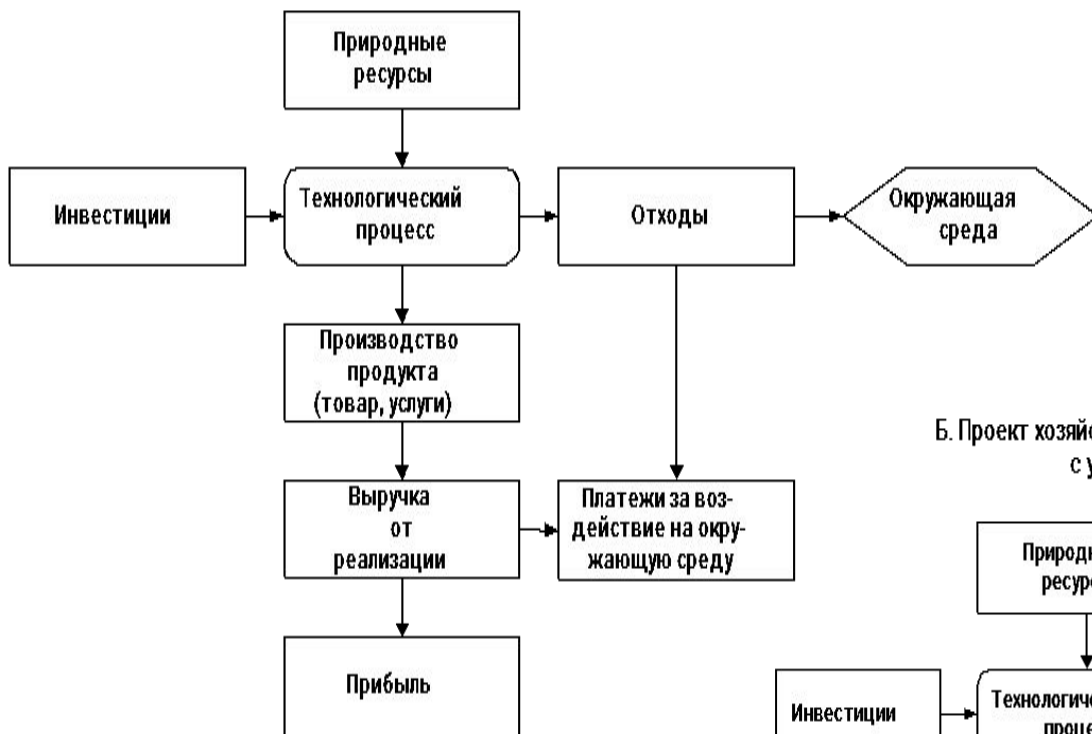 Природные
ресурсы
Инвестиции
Технологический
процесс
Отходы
Окружающая
среда
Производство
продукта
(товар, услуги)
Выручка
от
реализации
Платежи за воз-
действие на окру-
жающую среду
Прибыль
Б. Проект
с
Инвестиции